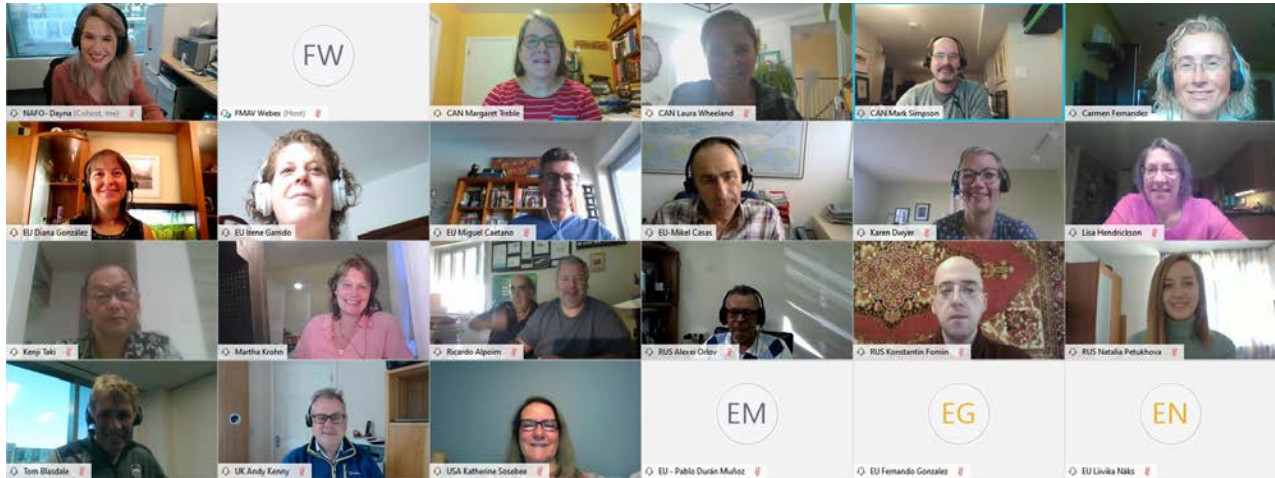 NAFO- Dayna (Cohost, me)
FW
FMAV Webex (Host)
CAN Margaret Treble
CAN Laura Wheeland
CAN Mark Simpson
Carmen Fernandez
EU Diana González
EU Irene Garrido
EU Miguel Caetano
EU-Mikel Casas
Karen Dwyer
Lisa Hendrickson
Kenji Taki
Martha Krohn
Ricardo Alpoim
RUS Alexei Orlov
RUS Konstantin Fomin
RUS Natalia Petukhova
Tom Blasdale
UK Andy Kenny
USA Katherine Sosebee
EM
EU - Pablo Durán Muñoz
EG
EU Fernando Gonzalez
EN
EU Liivika Näks